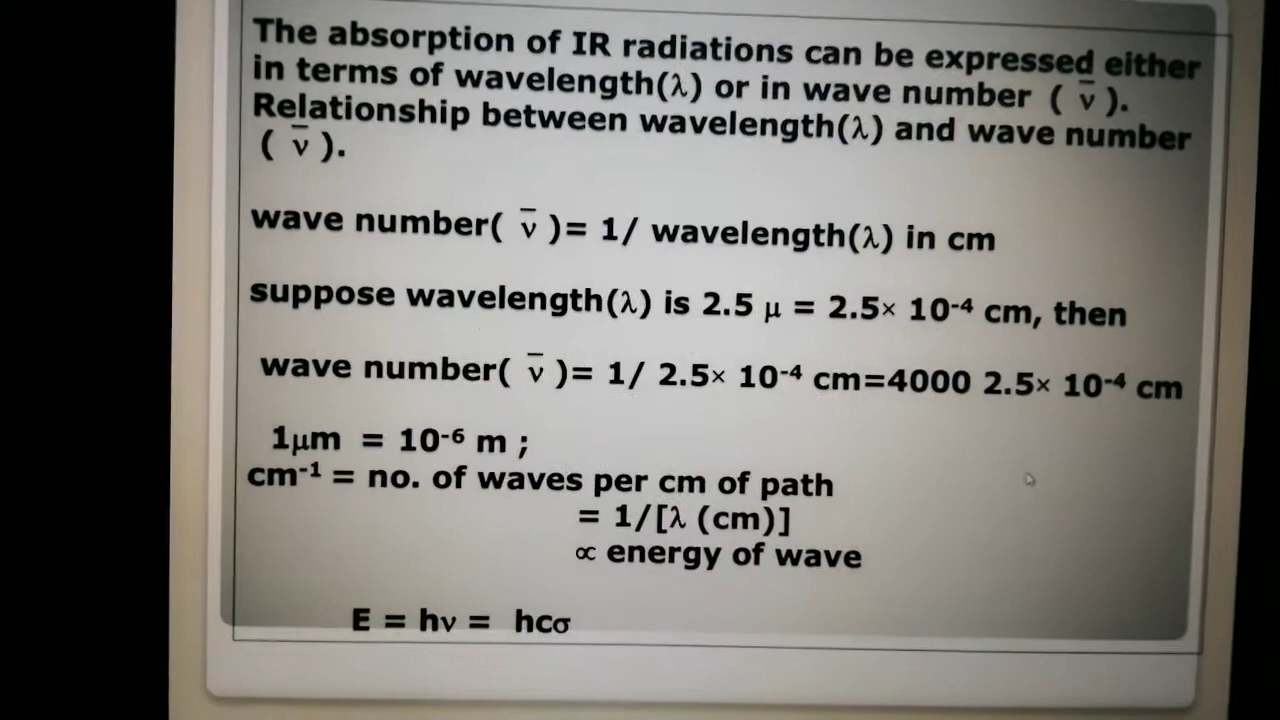 The absorption of IR radiations can be expressed either
in terms of wavelength(λ) or in wave number ( ν̅ ).
Relationship between wavelength(λ) and wave number
( ν̅ ).
wave number( ν̅ )= 1/ wavelength(λ) in cm
suppose wavelength(λ) is 2.5 μ = 2.5× 10⁻⁴ cm, then
wave number( ν̅ )= 1/ 2.5× 10⁻⁴ cm=4000 2.5× 10⁻⁴ cm
1μm = 10⁻⁶ m ;
cm⁻¹ = no. of waves per cm of path
= 1/[λ (cm)]
∝ energy of wave
E = hν = hcσ